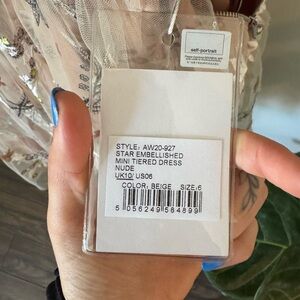 self-portrait
STYLE: AW20-927
STAR EMBELLISHED
MINI TIERED DRESS
NUDE
UK10/ US06
COLOR: BEIGE SIZE:6
5 056249 564899